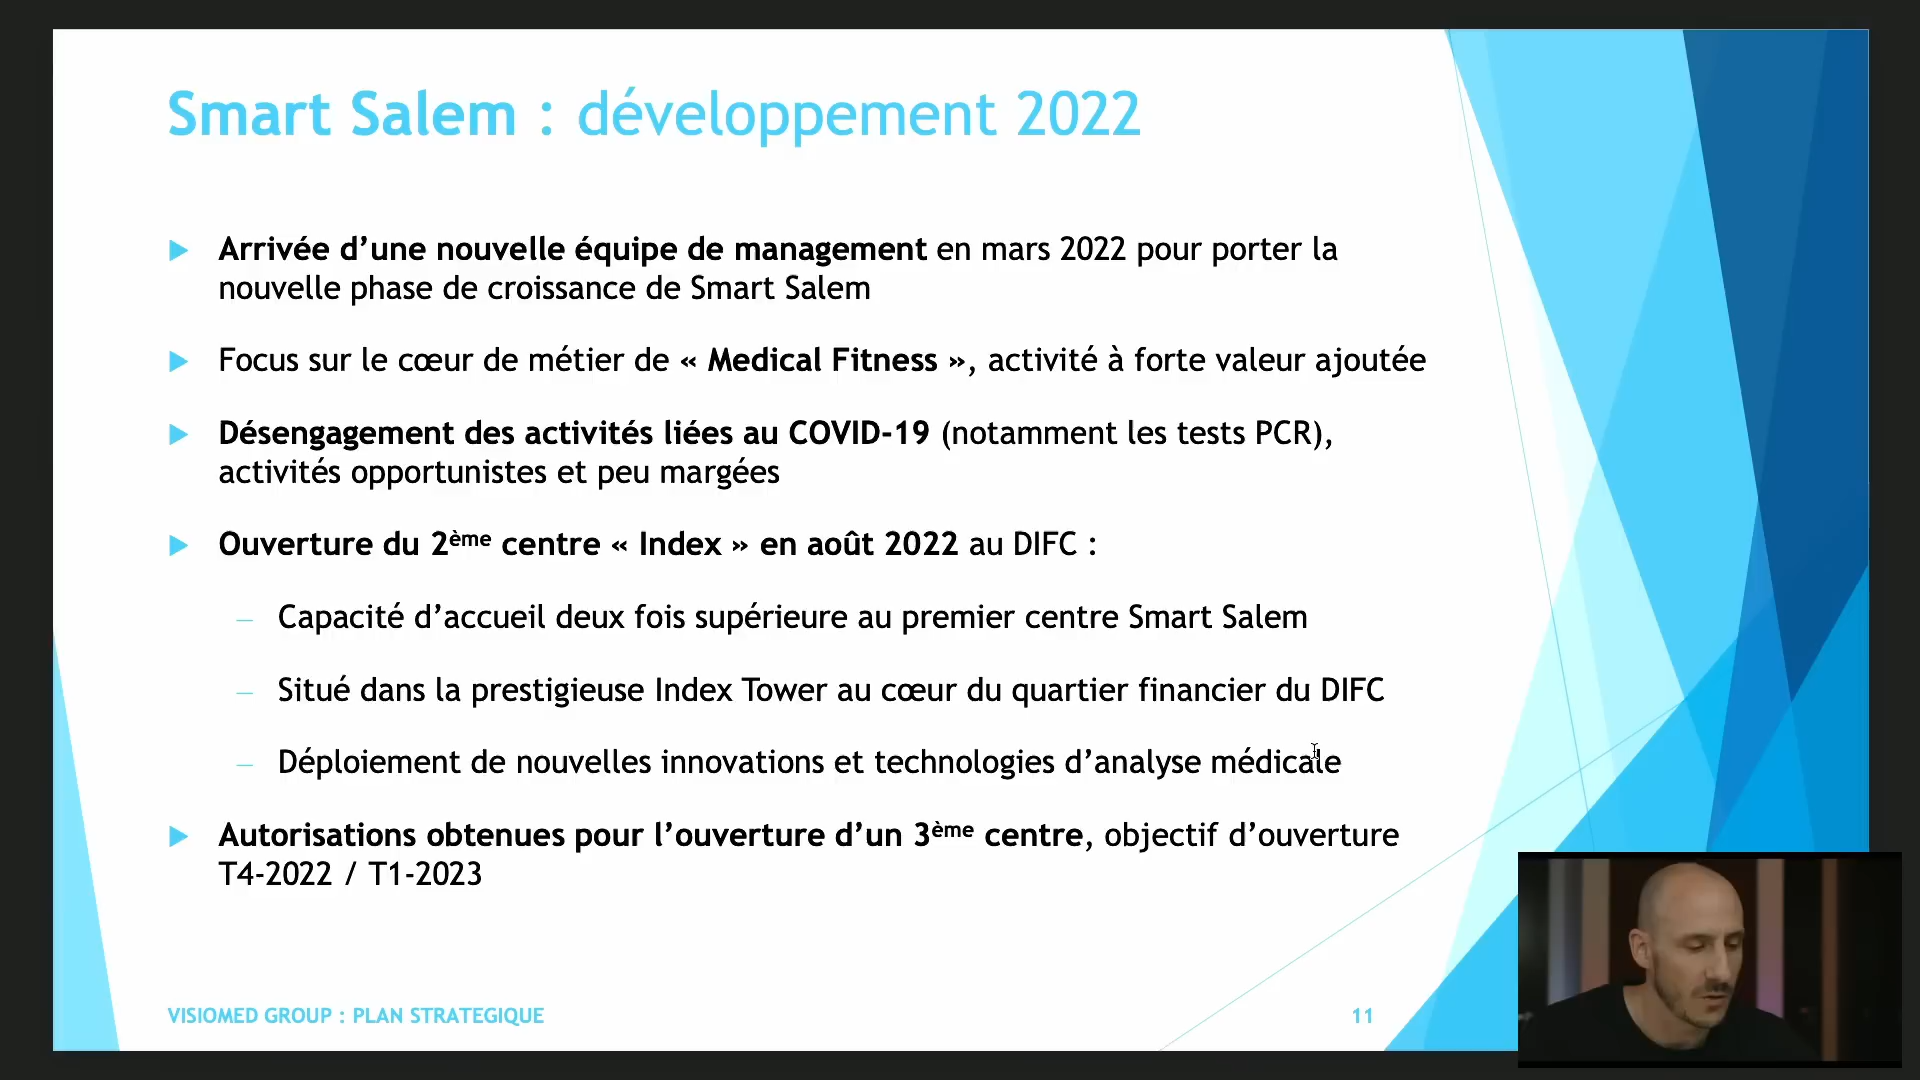 Smart Salem : développement 2022
Arrivée d’une nouvelle équipe de management en mars 2022 pour porter la
nouvelle phase de croissance de Smart Salem
Focus sur le cœur de métier de « Medical Fitness », activité à forte valeur ajoutée
Désengagement des activités liées au COVID-19 (notamment les tests PCR),
activités opportunistes et peu margées
Ouverture du 2ème centre « Index » en août 2022 au DIFC :
– Capacité d’accueil deux fois supérieure au premier centre Smart Salem
– Situé dans la prestigieuse Index Tower au cœur du quartier financier du DIFC
– Déploiement de nouvelles innovations et technologies d’analyse médicale
Autorisations obtenues pour l’ouverture d’un 3ème centre, objectif d’ouverture
T4-2022 / T1-2023
VISIOMED GROUP : PLAN STRATEGIQUE
11